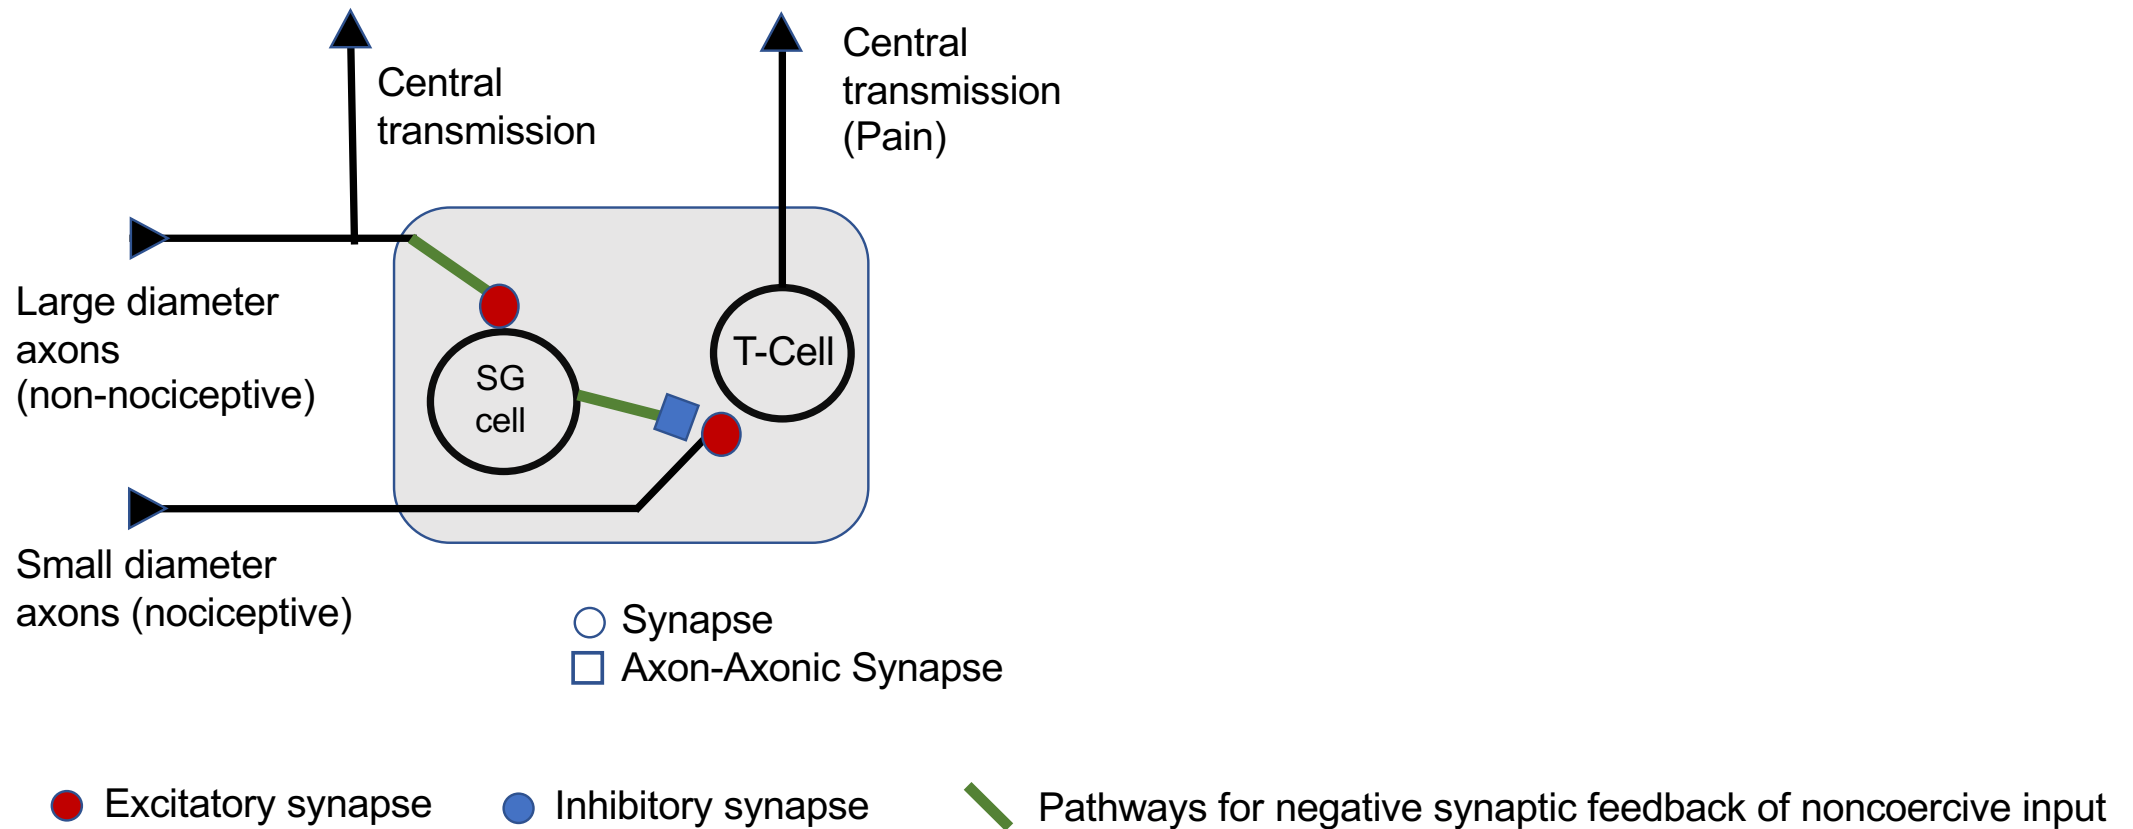 Central
transmission
Central
transmission
(Pain)
Large diameter
axons
(non-nociceptive)
SG
cell
T-Cell
Small diameter
axons (nociceptive)
Synapse
Axon-Axonic Synapse
Excitatory synapse
Inhibitory synapse
Pathways for negative synaptic feedback of noncoercive input